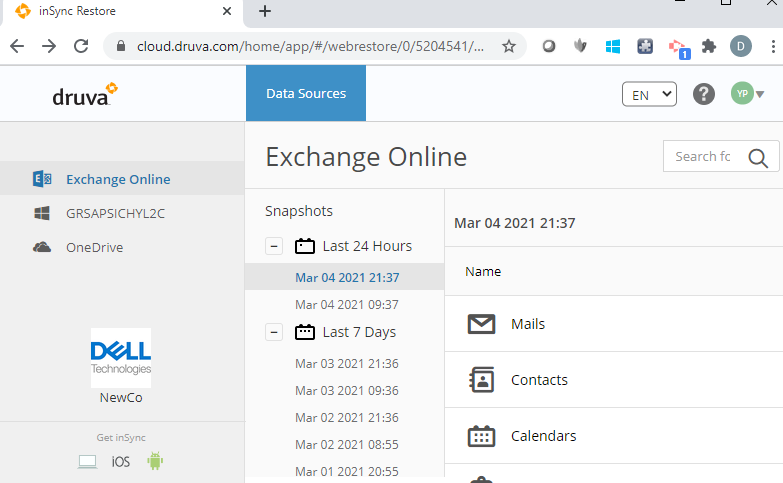 inSync Restore
cloud.druva.com/home/app/#/webrestore/0/5204541/...
1
D
druva
Data Sources
EN
?
YP
Exchange Online
GRSAPSICHYL2C
OneDrive
DELL
Technologies
NewCo
Get inSync
iOS
Exchange Online
Search fc
Snapshots
Last 24 Hours
Mar 04 2021 21:37
Mar 04 2021 09:37
Last 7 Days
Mar 03 2021 21:36
Mar 03 2021 09:36
Mar 02 2021 21:36
Mar 02 2021 08:55
Mar 01 2021 20:55
Mar 04 2021 21:37
Name
Mails
Contacts
Calendars